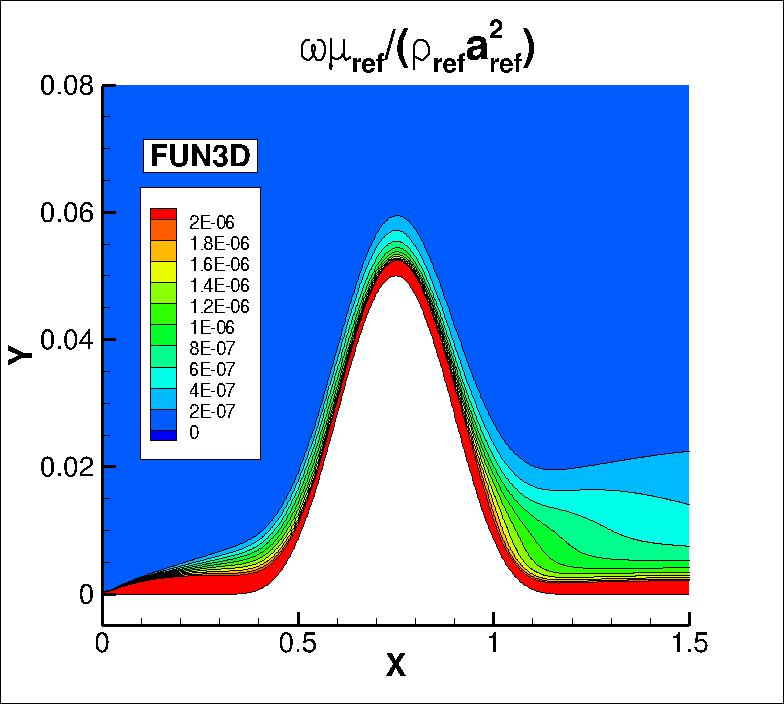 ωμref/(ρrefa²ref)
0.08
FUN3D
2E-06
1.8E-06
1.6E-06
1.4E-06
1.2E-06
1E-06
8E-07
6E-07
4E-07
2E-07
0
0.06
0.04
Y
0.02
0
0
0.5
1
1.5
X